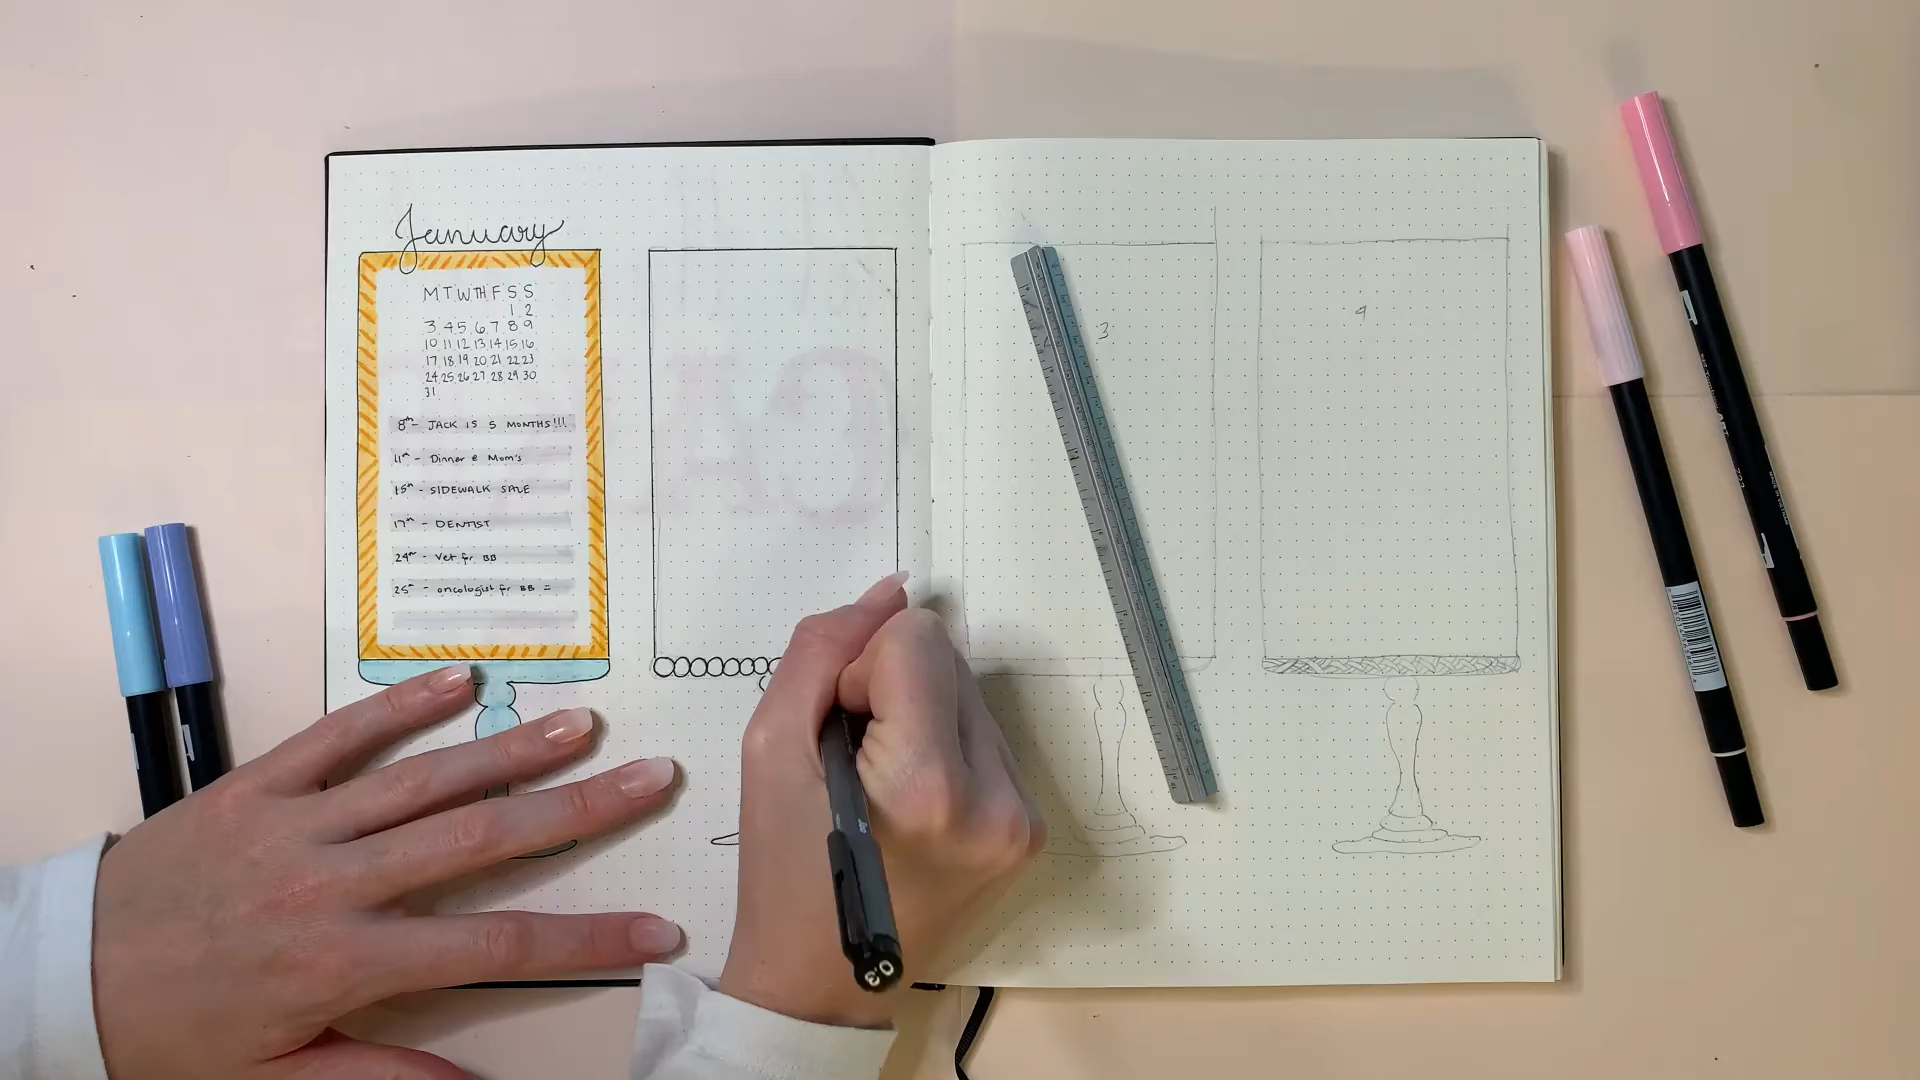 January
M T W TH F S S
1 2
3 4 5 6 7 8 9
10 11 12 13 14 15 16
17 18 19 20 21 22 23
24 25 26 27 28 29 30
31
8th - JACK IS 5 MONTHS!!!
11th - Dinner @ Mom's
15th - SIDEWALK SALE
17th - DENTIST
24th - Vet for BB
25th - oncologist for BB =
3
4
0.3